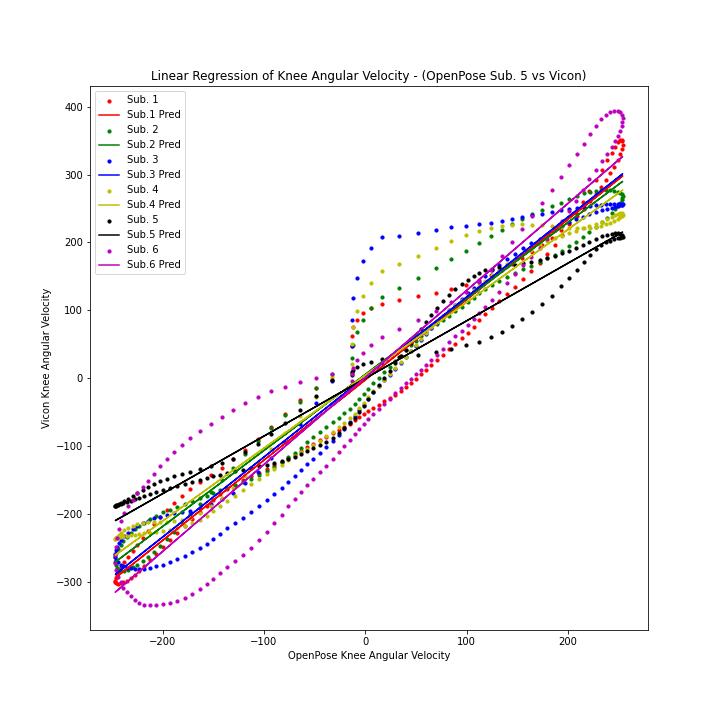 Linear Regression of Knee Angular Velocity - (OpenPose Sub. 5 vs Vicon)
Sub. 1
Sub.1 Pred
Sub. 2
Sub.2 Pred
Sub. 3
Sub.3 Pred
Sub. 4
Sub.4 Pred
Sub. 5
Sub.5 Pred
Sub. 6
Sub.6 Pred
400
300
200
100
0
−100
−200
−300
Vicon Knee Angular Velocity
−200 −100 0 100 200
OpenPose Knee Angular Velocity